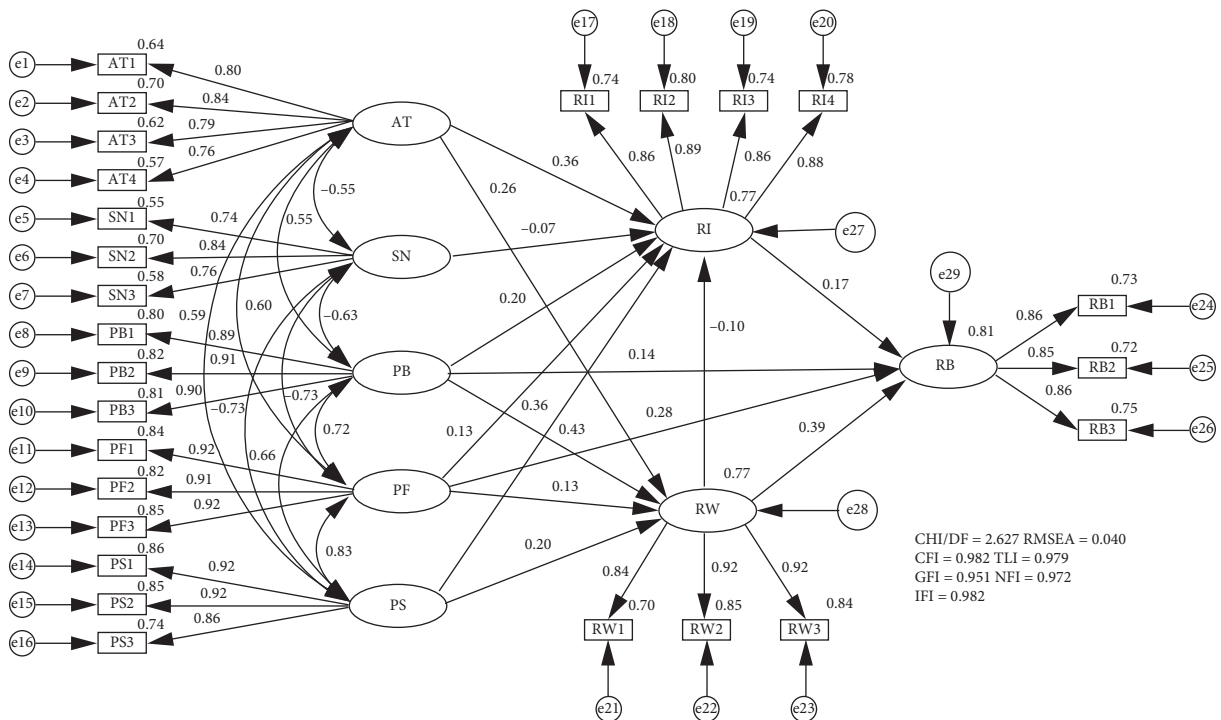 e1
0.64
AT1
0.80
e2
0.70
AT2
0.84
e3
0.62
AT3
0.79
e4
0.57
AT4
0.76
e5
0.55
SN1
0.74
e6
0.70
SN2
0.84
e7
0.58
SN3
0.76
e8
0.80
PB1
0.89
e9
0.82
PB2
0.91
e10
0.81
PB3
0.90
e11
0.84
PF1
0.92
e12
0.82
PF2
0.91
e13
0.85
PF3
0.92
e14
0.86
PS1
0.92
e15
0.85
PS2
0.92
e16
0.74
PS3
0.86
AT
SN
PB
PF
PS
–0.55
0.55
0.60
0.59
–0.63
–0.73
–0.73
0.72
0.66
0.83
0.36
0.26
–0.07
0.20
0.14
0.36
0.13
0.43
0.28
0.13
0.20
e17
e18
e19
e20
0.74
0.80
0.74
0.78
RI1
RI2
RI3
RI4
0.86
0.89
0.86
0.88
0.77
RI
e27
0.17
–0.10
0.39
0.77
RW
e28
0.84
0.92
0.92
0.70
0.85
0.84
RW1
RW2
RW3
e21
e22
e23
e29
0.81
RB
0.86
0.85
0.86
0.73
RB1
e24
0.72
RB2
e25
0.75
RB3
e26
CHI/DF = 2.627 RMSEA = 0.040
CFI = 0.982 TLI = 0.979
GFI = 0.951 NFI = 0.972
IFI = 0.982